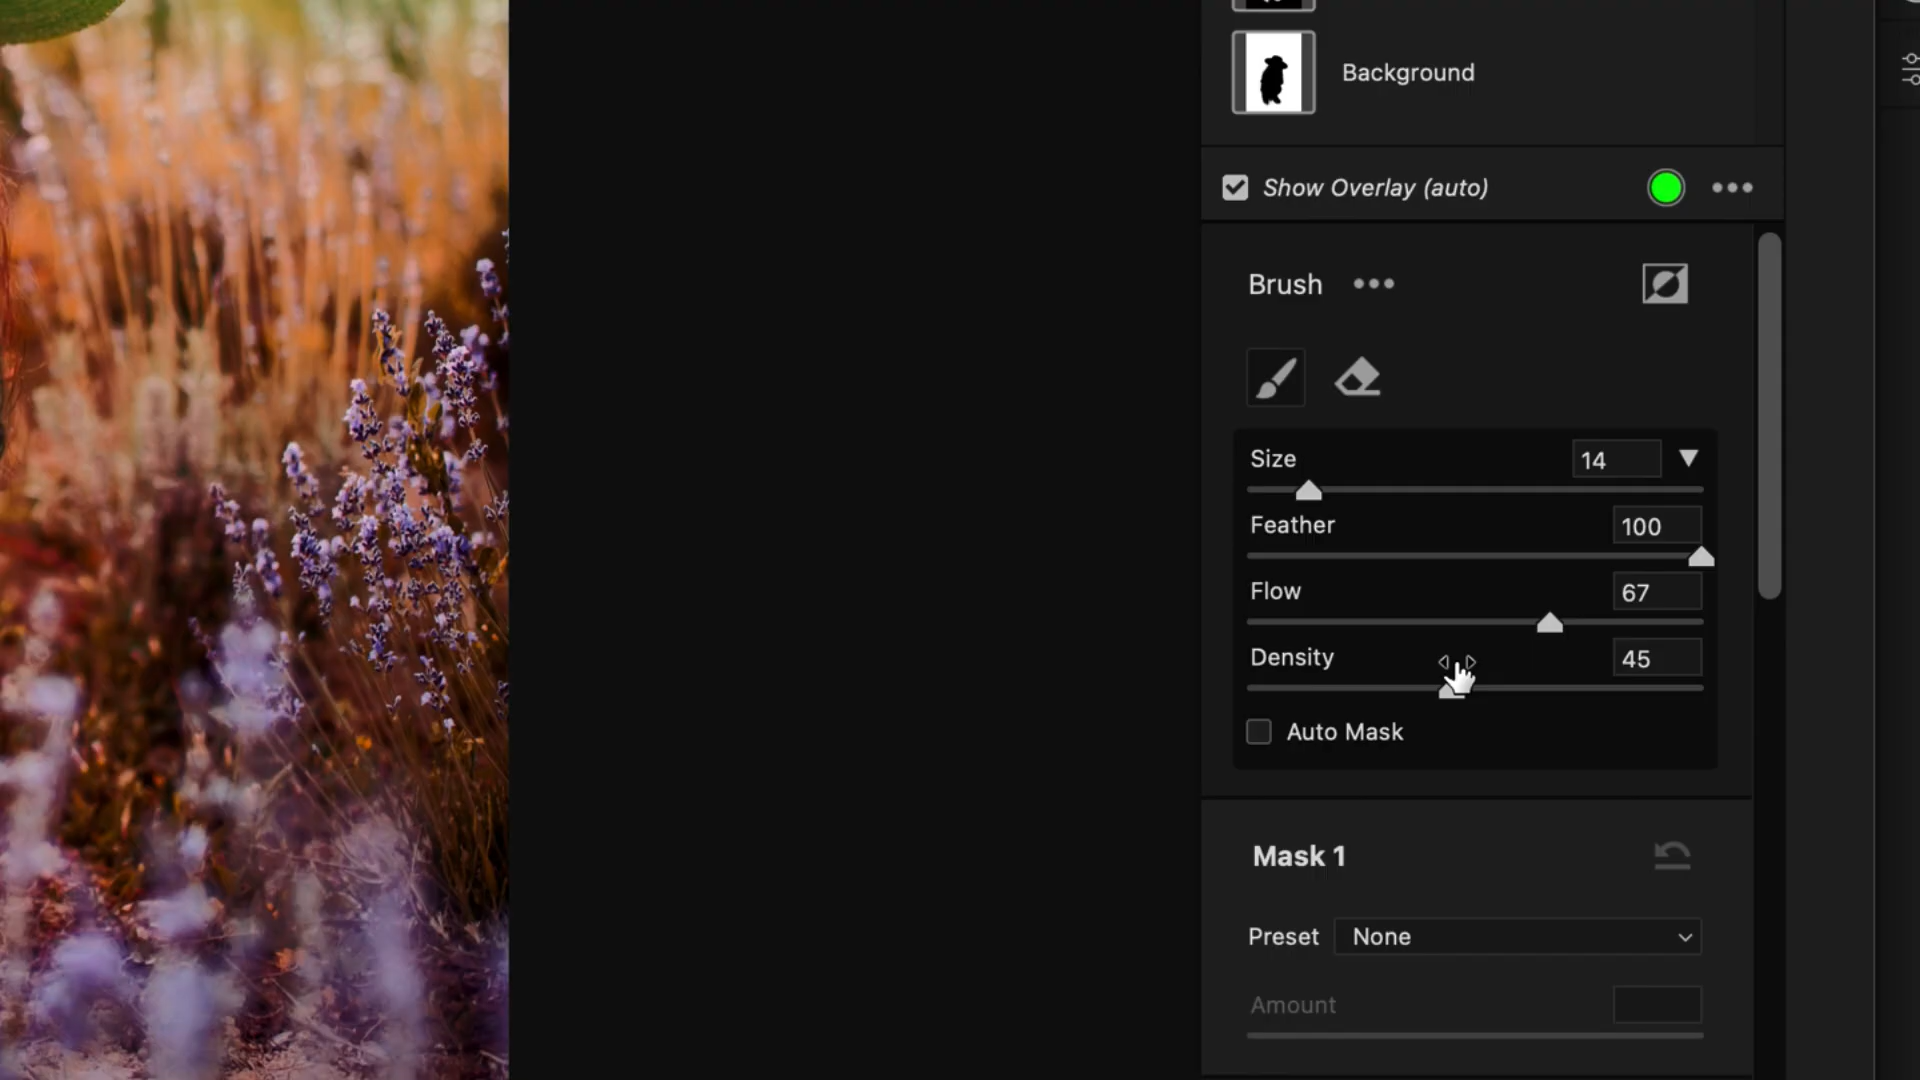 Background
Show Overlay (auto)
Brush
Size 14
Feather 100
Flow 67
Density 45
Auto Mask
Mask 1
Preset None
Amount